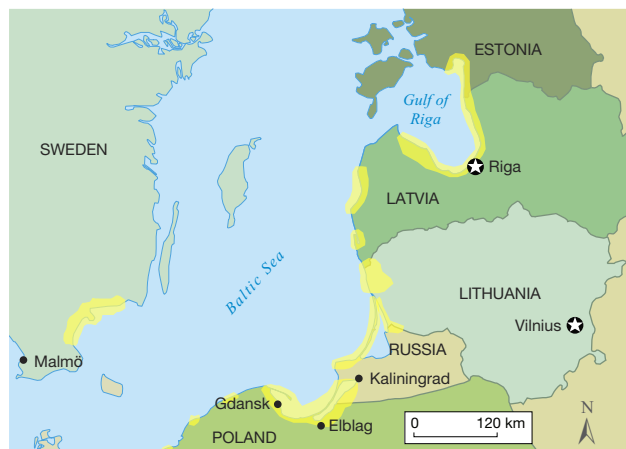 ESTONIA
Gulf of
Riga
SWEDEN
Riga
LATVIA
Baltic Sea
LITHUANIA
Vilnius
RUSSIA
Malmö
Kaliningrad
Gdansk
Elblag
POLAND
0 120 km
N